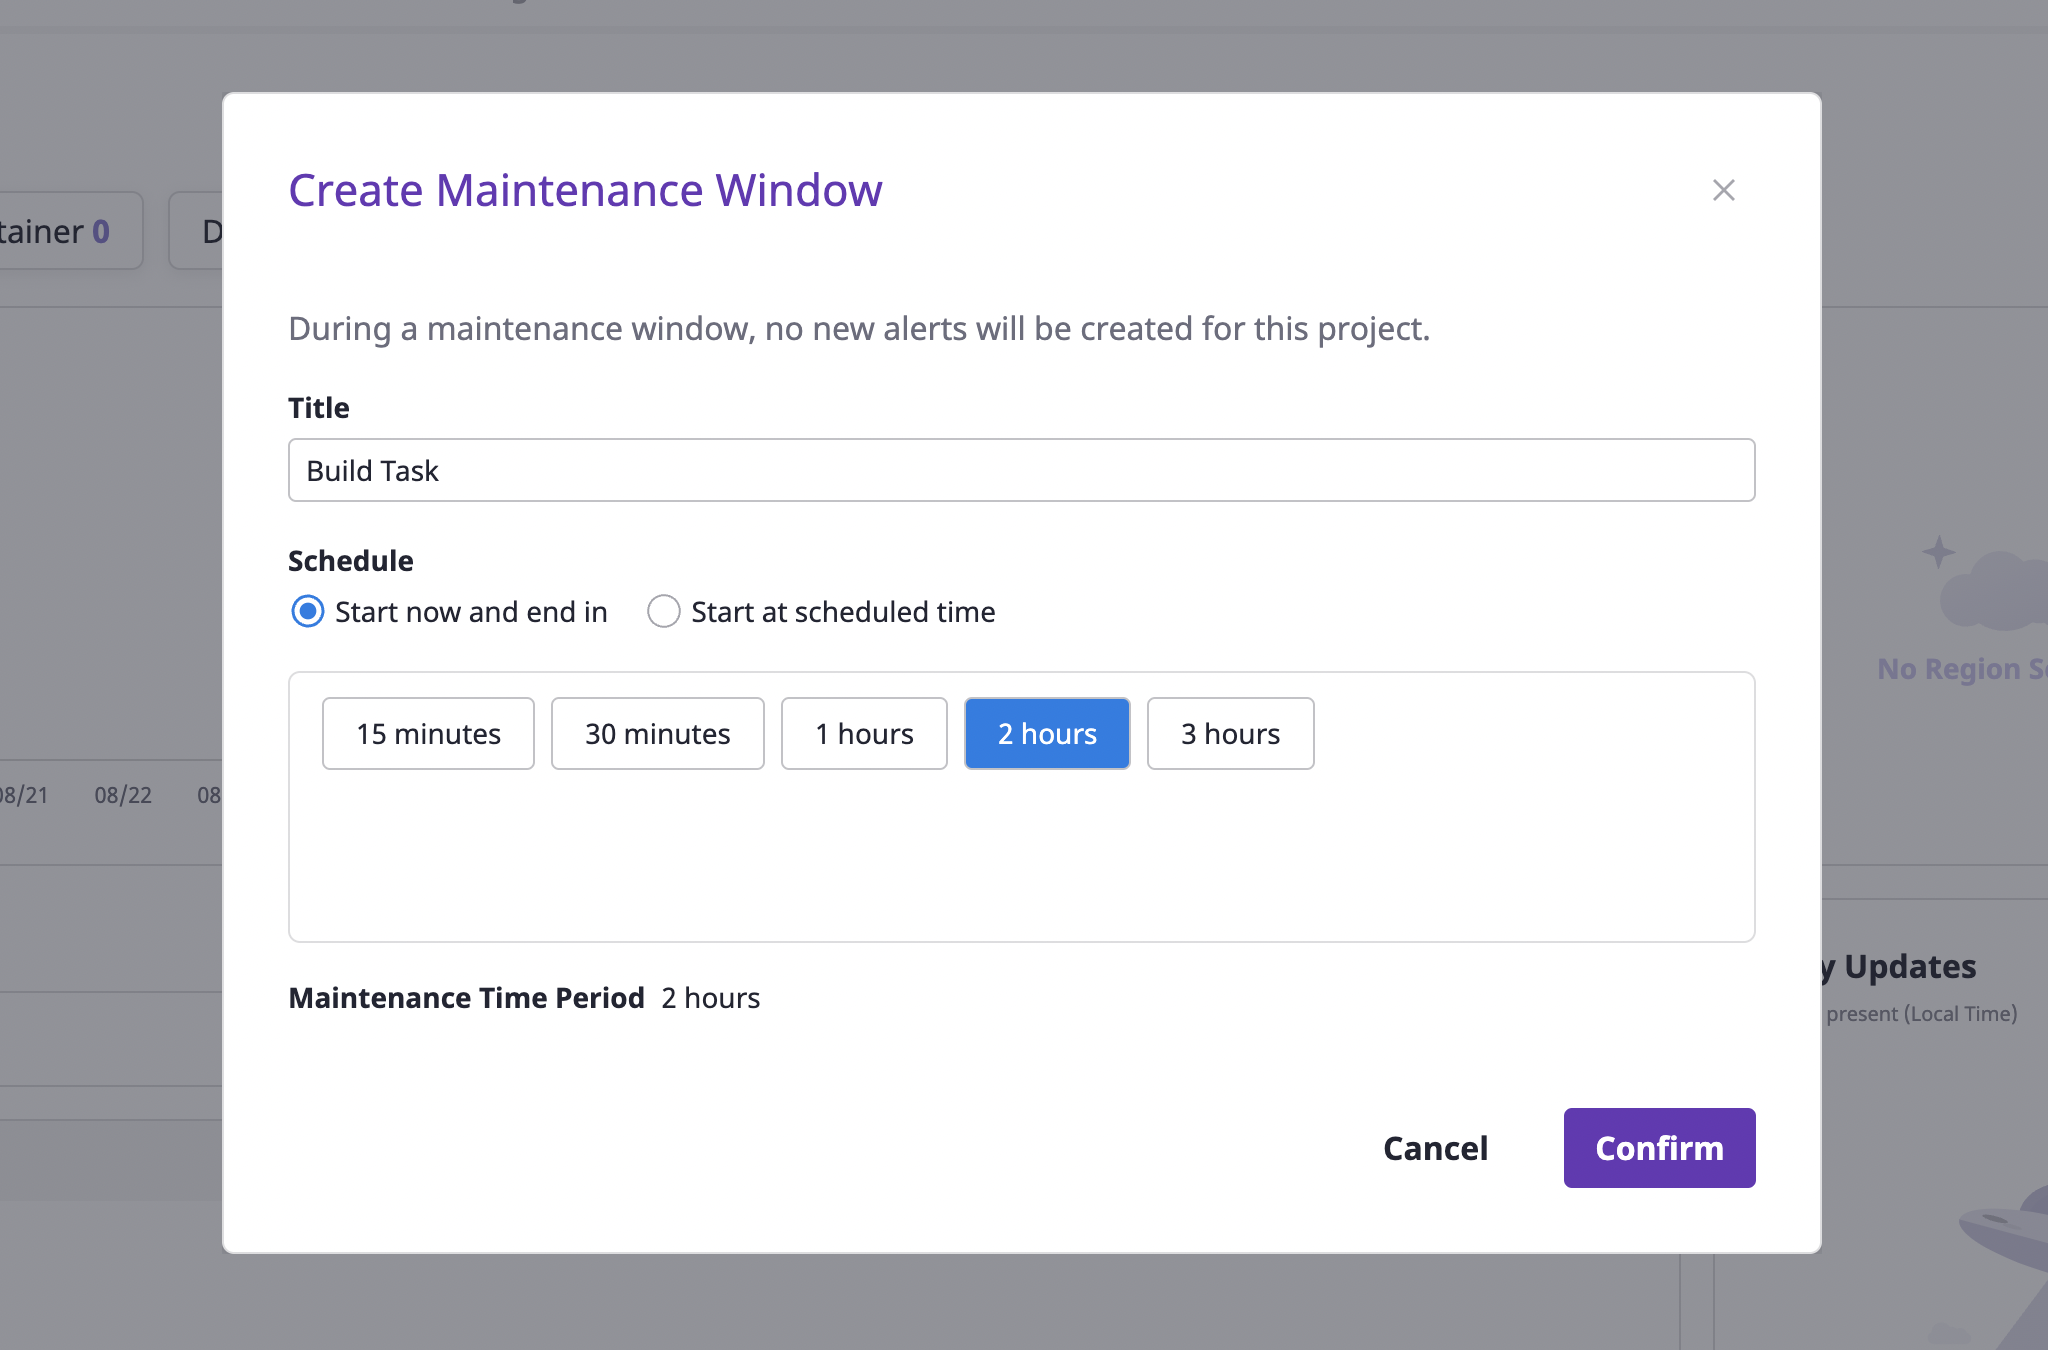 Create Maintenance Window
tainer 0
During a maintenance window, no new alerts will be created for this project.
Title
Build Task
Schedule
Start now and end in
Start at scheduled time
15 minutes
30 minutes
1 hours
2 hours
3 hours
No Region
08/21 08/22 08
Maintenance Time Period 2 hours
y Updates
present (Local Time)
Cancel
Confirm